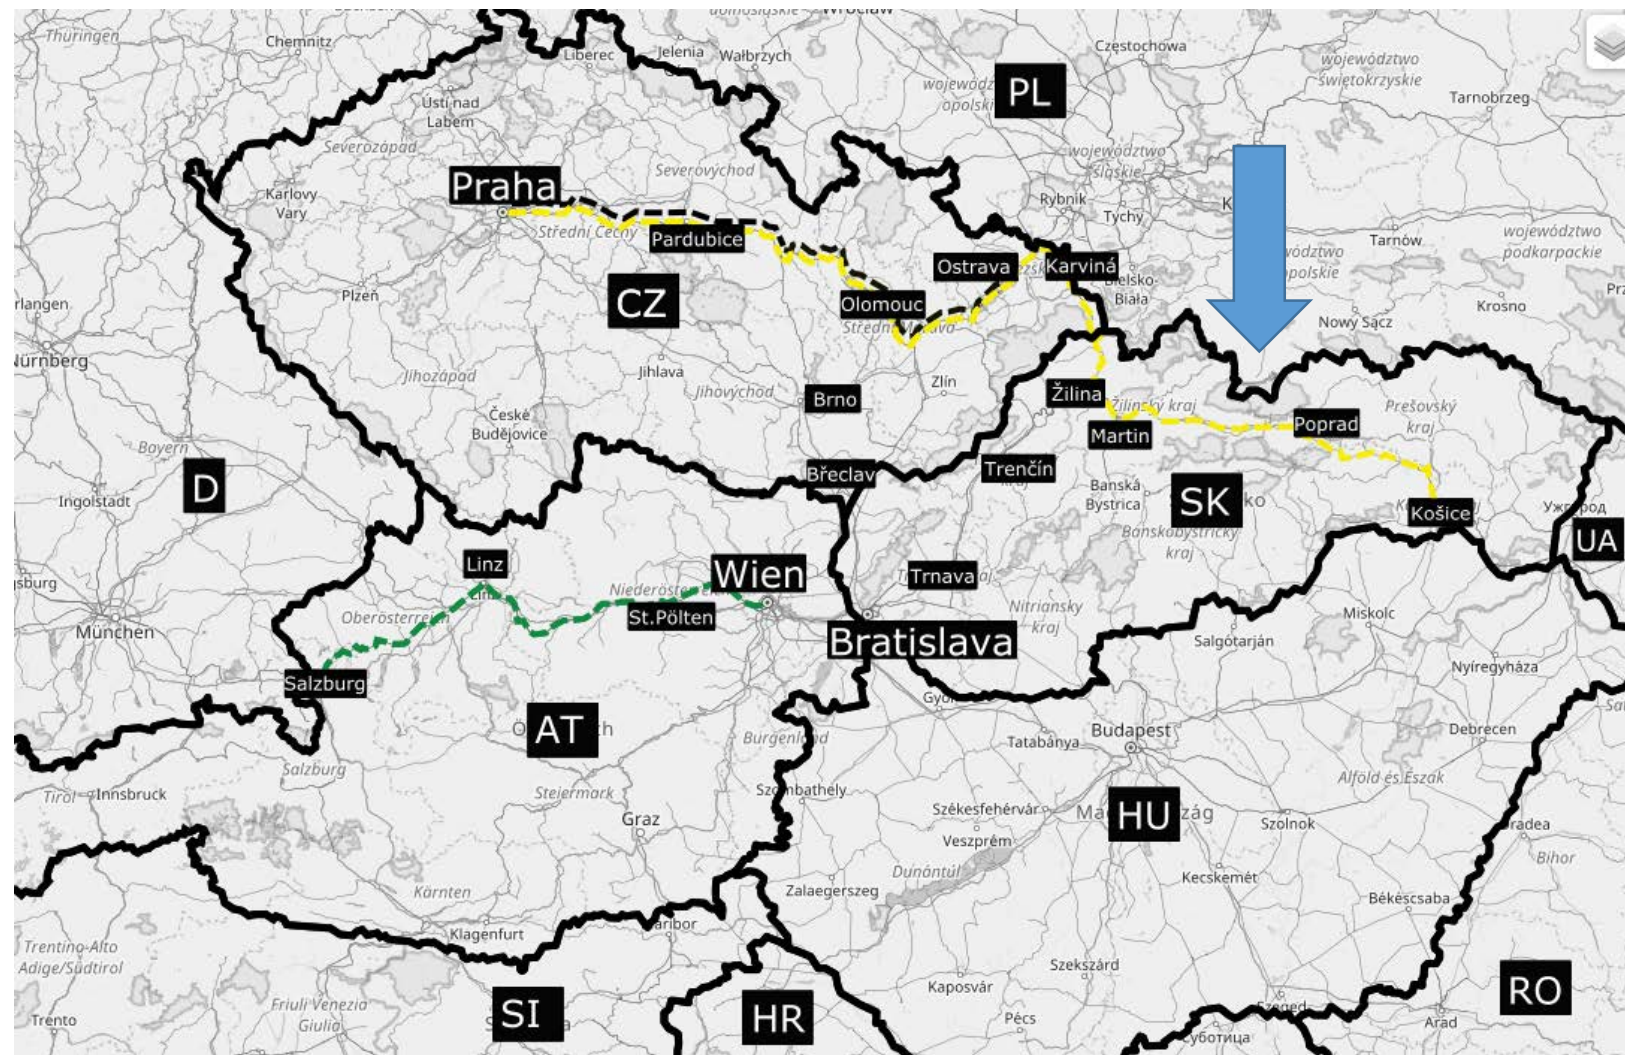 Wrocław
Thüringen
Chemnitz
Liberec
Jelenia
Wałbrzych
Częstochowa
województwo
świętokrzyskie
PL
Tarnobrzeg
Ústí nad
Labem
Severozápad
Praha
Severovýchod
województwo
śląskie
Karlovy
Vary
Rybnik
Tychy
Střední Čechy
Pardubice
Tarnów
województwo
podkarpackie
Ostrava
Karviná
Bielsko-
Biała
Plzeň
CZ
Olomouc
Krosno
Nowy Sącz
Nürnberg
Jihozápad
Jihlava
Jihovýchod
Brno
Zlín
Žilina
Žilinský kraj
Martin
Poprad
Prešovský
kraj
České
Budějovice
Bayern
D
Břeclav
Trenčín
Ingolstadt
Banská
Bystrica
SK
Košice
Ужгород
UA
Banskobystrický
kraj
Linz
Wien
Trnava
Niederösterreich
Oberösterreich
St.Pölten
Nitriansky
kraj
Miskolc
München
Bratislava
Salgótarján
Nyíregyháza
Salzburg
AT
Burgenland
Tatabánya
Budapest
Debrecen
Salzburg
Tirol
Innsbruck
Steiermark
Szombathely
Alföld és Észak
Székesfehérvár
HU
Szolnok
Graz
Veszprém
Dunántúl
Bihor
Kärnten
Zalaegerszeg
Kecskemét
Békéscsaba
Klagenfurt
Trentino-Alto
Adige/Südtirol
Szekszárd
Kaposvár
SI
HR
RO
Friuli Venezia
Giulia
Trento
Pécs
Szeged
Arad
Суботица